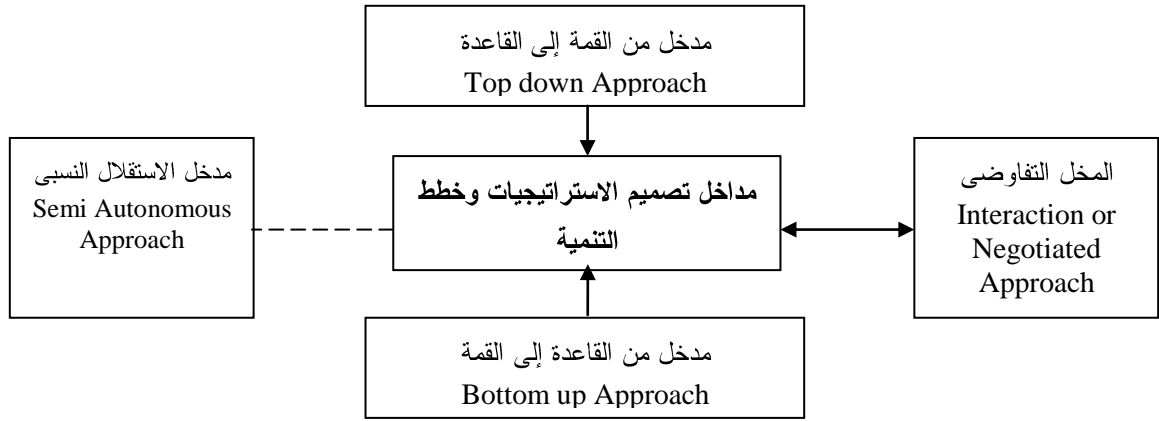 مدخل من القمة إلى القاعدة
Top down Approach
مدخل الاستقلال النسبى
Semi Autonomous
Approach
مداخل تصميم الاستراتيجيات وخطط
التنمية
المخل التفاوضى
Interaction or
Negotiated
Approach
مدخل من القاعدة إلى القمة
Bottom up Approach